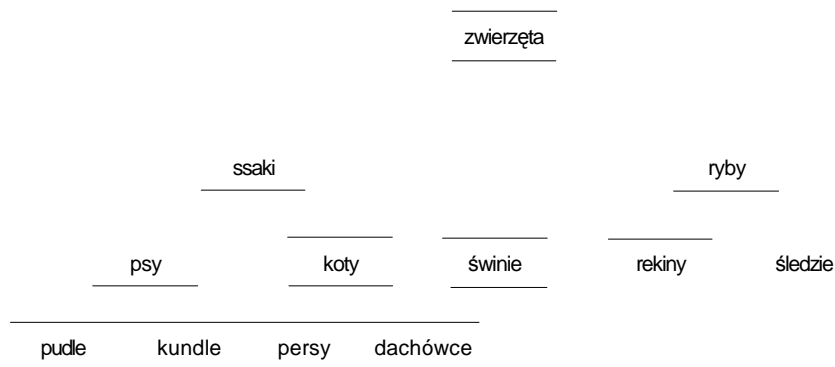 zwierzęta
ssaki ryby
psy koty świnie rekiny śledzie
pudle kundle persy dachówce